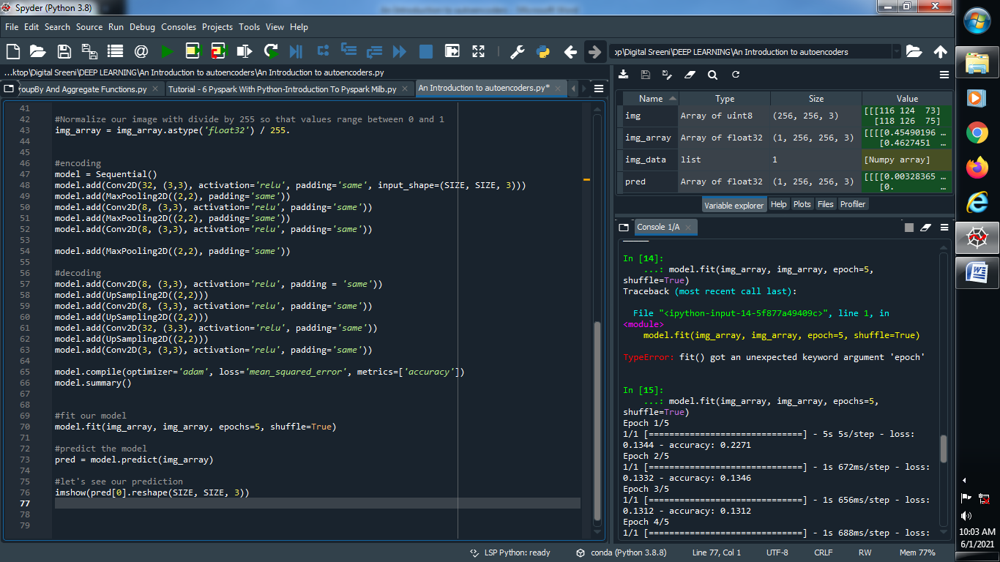 Spyder (Python 3.8)
File Edit Search Source Run Debug Consoles Projects Tools View Help
op\Digital Sreeni\DEEP LEARNING\An Introduction to autoencoders
...ktop\Digital Sreeni\DEEP LEARNING\An Introduction to autoencoders\An Introduction to autoencoders.py
roupBy And Aggregate Functions.py Tutorial - 6 Pyspark With Python-Introduction To Pyspark Mlib.py An Introduction to autoencoders.py*
41
42 #Normalize our image with divide by 255 so that values range between 0 and 1
43 img_array = img_array.astype('float32') / 255.
44
45
46 #encoding
47 model = Sequential()
48 model.add(Conv2D(32, (3,3), activation='relu', padding='same', input_shape=(SIZE, SIZE, 3)))
49 model.add(MaxPooling2D((2,2), padding='same'))
50 model.add(Conv2D(8, (3,3), activation='relu', padding='same'))
51 model.add(MaxPooling2D((2,2), padding='same'))
52 model.add(Conv2D(8, (3,3), activation='relu', padding='same'))
53
54 model.add(MaxPooling2D((2,2), padding='same'))
55
56 #decoding
57 model.add(Conv2D(8, (3,3), activation='relu', padding = 'same'))
58 model.add(UpSampling2D((2,2)))
59 model.add(Conv2D(8, (3,3), activation='relu', padding='same'))
60 model.add(UpSampling2D((2,2)))
61 model.add(Conv2D(32, (3,3), activation='relu', padding='same'))
62 model.add(UpSampling2D((2,2)))
63 model.add(Conv2D(3, (3,3), activation='relu', padding='same'))
64
65 model.compile(optimizer='adam', loss='mean_squared_error', metrics=['accuracy'])
66 model.summary()
67
68
69 #fit our model
70 model.fit(img_array, img_array, epochs=5, shuffle=True)
71
72 #predict the model
73 pred = model.predict(img_array)
74
75 #let's see our prediction
76 imshow(pred[0].reshape(SIZE, SIZE, 3))
77
78
79
Name Type Size Value
img Array of uint8 (256, 256, 3) [[[116 124 73]
[118 126 75]
img_array Array of float32 (1, 256, 256, 3) [[[[0.45490196 ...
[0.4627451 ...
img_data list 1 [Numpy array]
pred Array of float32 (1, 256, 256, 3) [[[[0.00328365 ...
[0. ...
Variable explorer Help Plots Files Profiler
Console 1/A
In [14]:
...: model.fit(img_array, img_array, epoch=5,
shuffle=True)
Traceback (most recent call last):
File "<ipython-input-14-5f877a49409c>", line 1, in
<module>
model.fit(img_array, img_array, epoch=5, shuffle=True)
TypeError: fit() got an unexpected keyword argument 'epoch'
In [15]:
...: model.fit(img_array, img_array, epochs=5,
shuffle=True)
Epoch 1/5
1/1 [==============================] - 5s 5s/step - loss:
0.1344 - accuracy: 0.2271
Epoch 2/5
1/1 [==============================] - 1s 672ms/step - loss:
0.1332 - accuracy: 0.1346
Epoch 3/5
1/1 [==============================] - 1s 656ms/step - loss:
0.1312 - accuracy: 0.1312
Epoch 4/5
1/1 [==============================] - 1s 688ms/step - loss:
LSP Python: ready conda (Python 3.8.8) Line 77, Col 1 UTF-8 CRLF RW Mem 77%
10:03 AM
6/1/2021